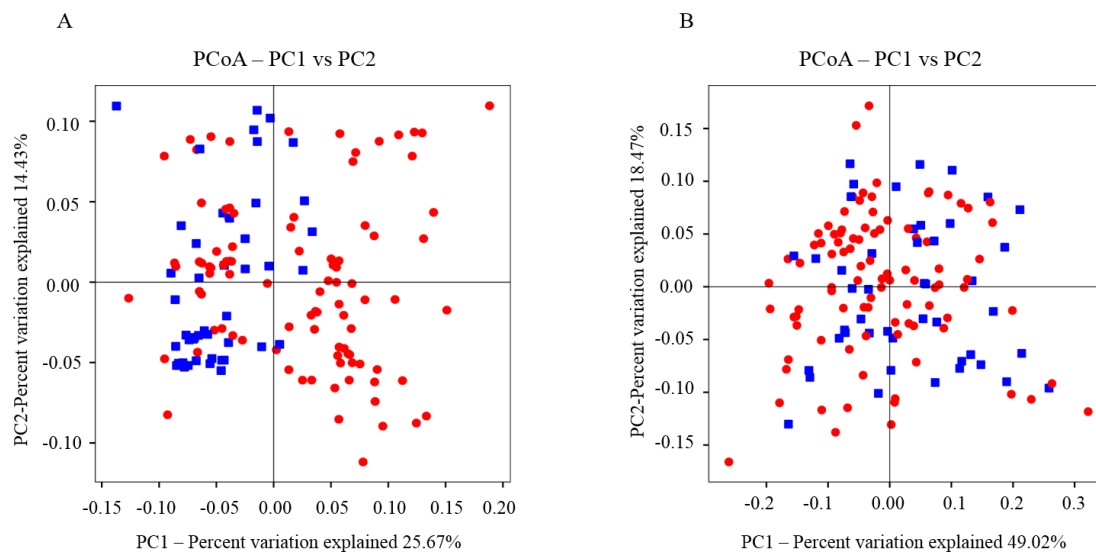 A
PCoA – PC1 vs PC2
PC2-Percent variation explained 14.43%
0.10
0.05
0.00
-0.05
-0.10
-0.15 -0.10 -0.05 0.00 0.05 0.10 0.15 0.20
PC1 – Percent variation explained 25.67%
B
PCoA – PC1 vs PC2
PC2-Percent variation explained 18.47%
0.15
0.10
0.05
0.00
-0.05
-0.10
-0.15
-0.2 -0.1 0.00 0.1 0.2 0.3
PC1 – Percent variation explained 49.02%